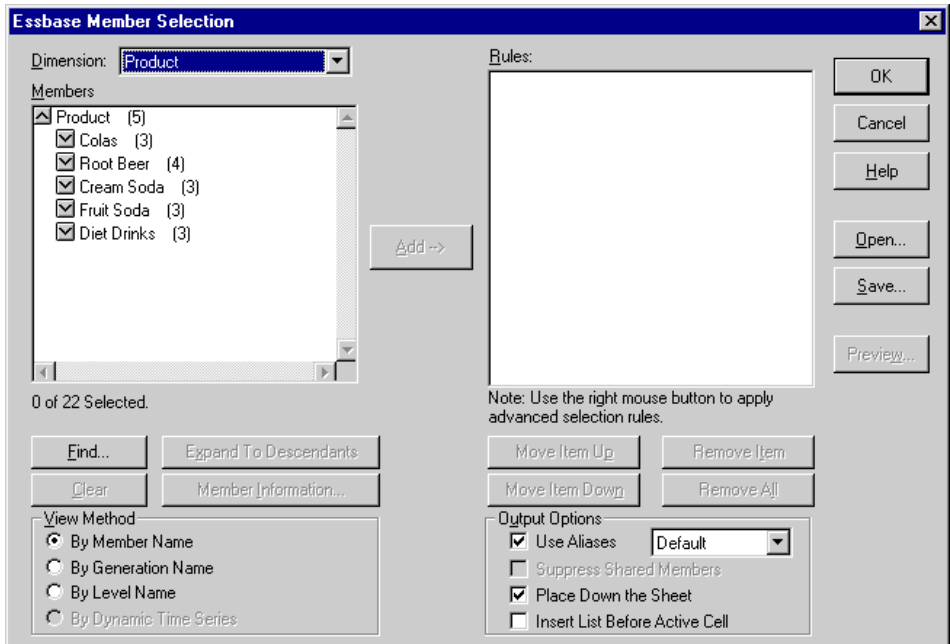 Essbase Member Selection
Dimension: Product
Members
Product (5)
Colas (3)
Root Beer (4)
Cream Soda (3)
Fruit Soda (3)
Diet Drinks (3)
0 of 22 Selected.
Find...
Expand To Descendants
Clear
Member Information...
View Method
By Member Name
By Generation Name
By Level Name
By Dynamic Time Series
Add -->
Rules:
Note: Use the right mouse button to apply
advanced selection rules.
Move Item Up
Remove Item
Move Item Down
Remove All
Output Options
Use Aliases
Default
Suppress Shared Members
Place Down the Sheet
Insert List Before Active Cell
OK
Cancel
Help
Open...
Save...
Preview...